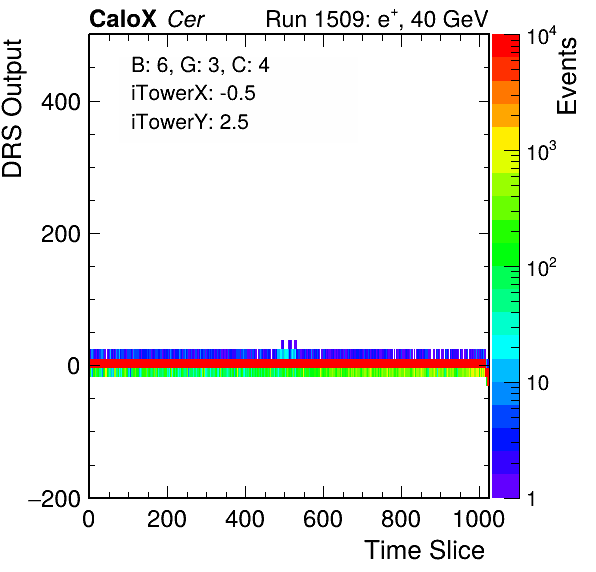 CaloX Cer Run 1509: e⁺, 40 GeV
B: 6, G: 3, C: 4
iTowerX: -0.5
iTowerY: 2.5
DRS Output
400
200
0
−200
0 200 400 600 800 1000
Time Slice
Events
10⁴
10³
10²
10
1